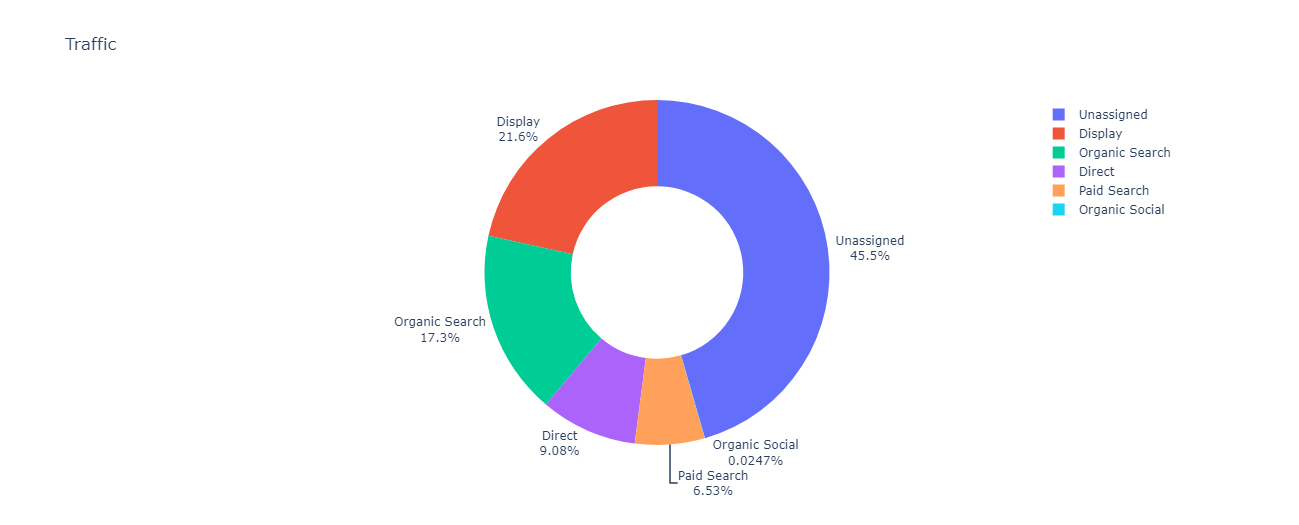 Traffic
Display
21.6%
Unassigned
45.5%
Organic Search
17.3%
Direct
9.08%
Organic Social
0.0247%
Paid Search
6.53%
Unassigned
Display
Organic Search
Direct
Paid Search
Organic Social